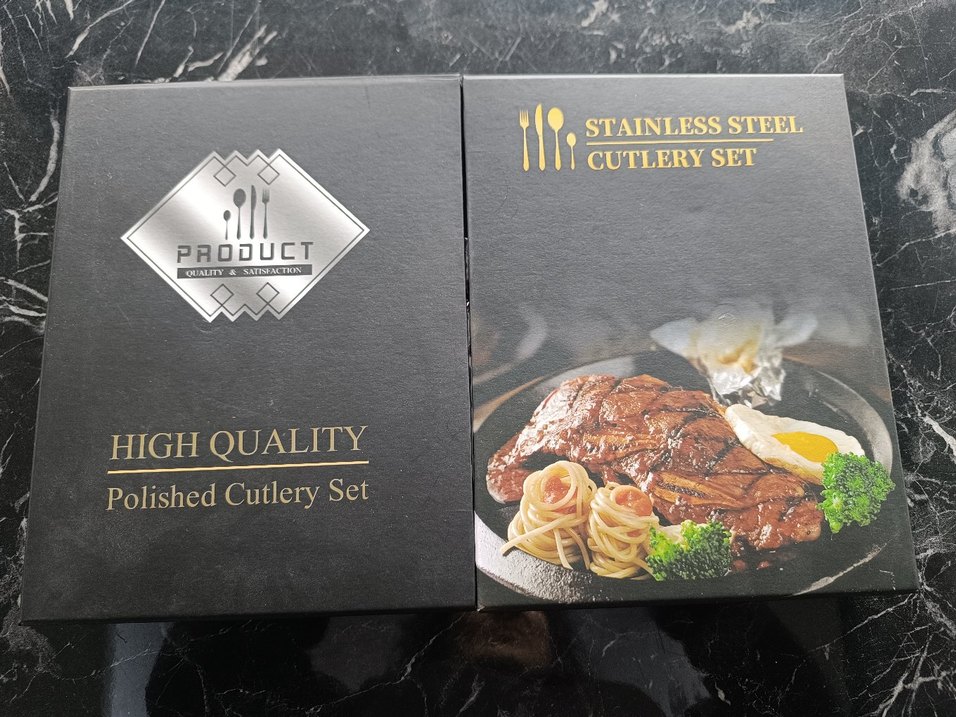 PRODUCT
QUALITY & SATISFACTION
HIGH QUALITY
Polished Cutlery Set
STAINLESS STEEL
CUTLERY SET